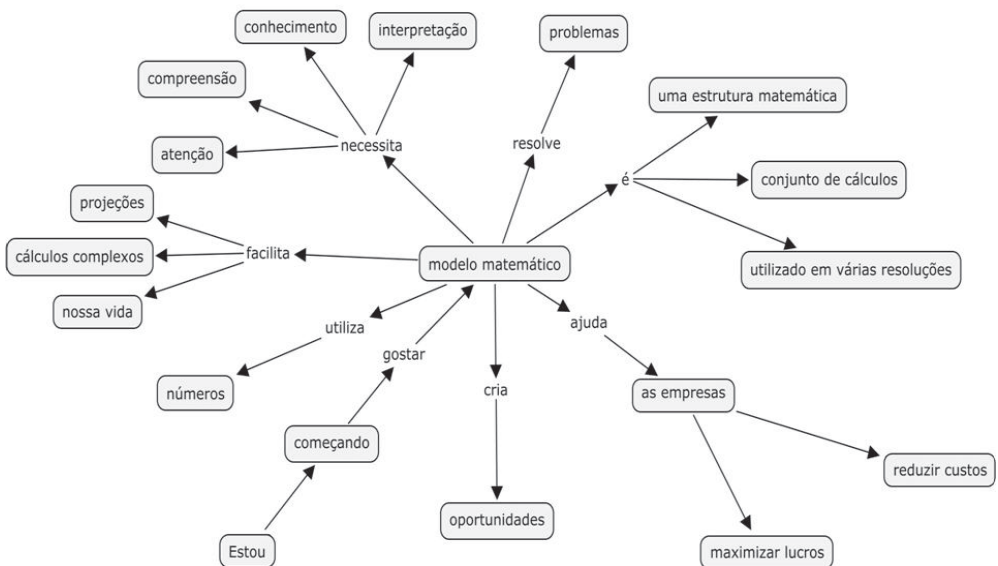 conhecimento
interpretação
problemas
compreensão
uma estrutura matemática
necessita
resolve
atenção
é
conjunto de cálculos
projeções
cálculos complexos
facilita
modelo matemático
utilizado em várias resoluções
nossa vida
utiliza
ajuda
gostar
números
cria
as empresas
começando
reduzir custos
oportunidades
Estou
maximizar lucros